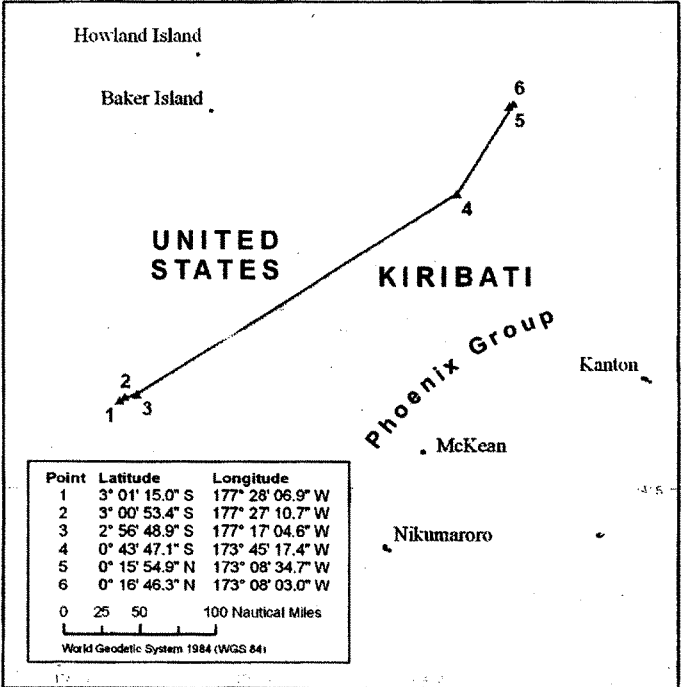 Howland Island
Baker Island
6
5
4
UNITED
STATES
KIRIBATI
Phoenix Group
Kanton
2
1
3
McKean
4°S
Nikumaroro
Point Latitude Longitude
1 3° 01' 15.0" S 177° 28' 06.9" W
2 3° 00' 53.4" S 177° 27' 10.7" W
3 2° 56' 48.9" S 177° 17' 04.6" W
4 0° 43' 47.1" S 173° 45' 17.4" W
5 0° 15' 54.9" N 173° 08' 34.7" W
6 0° 16' 46.3" N 173° 08' 03.0" W
0 25 50 100 Nautical Miles
World Geodetic System 1984 (WGS 84)